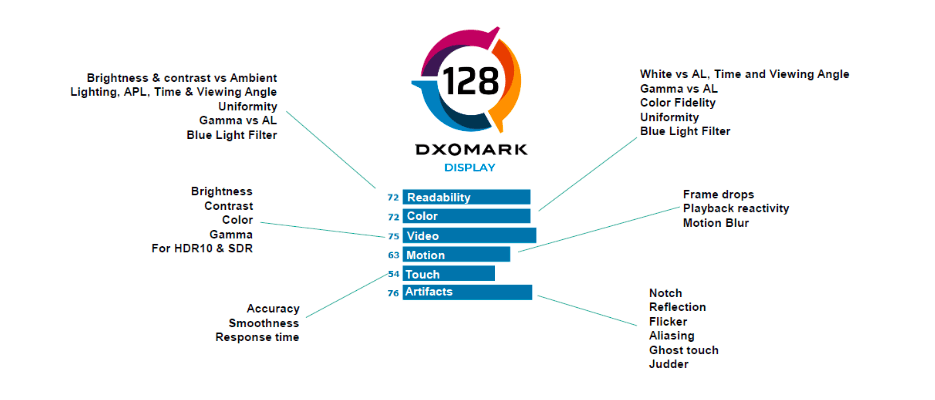 128
DXOMARK
DISPLAY
Brightness & contrast vs Ambient
Lighting, APL, Time & Viewing Angle
Uniformity
Gamma vs AL
Blue Light Filter
White vs AL, Time and Viewing Angle
Gamma vs AL
Color Fidelity
Uniformity
Blue Light Filter
Brightness
Contrast
Color
Gamma
For HDR10 & SDR
72 Readability
72 Color
75 Video
63 Motion
54 Touch
76 Artifacts
Frame drops
Playback reactivity
Motion Blur
Accuracy
Smoothness
Response time
Notch
Reflection
Flicker
Aliasing
Ghost touch
Judder